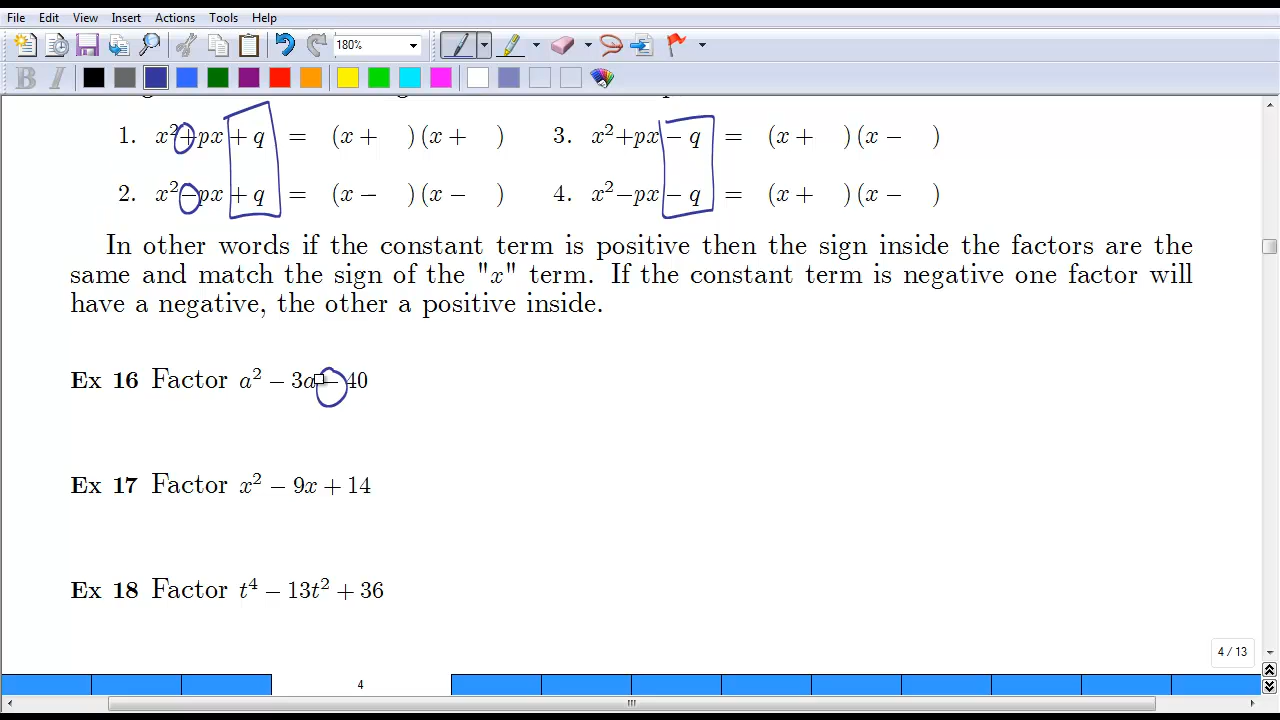 File Edit View Insert Actions Tools Help
180%
B I
1. x²+px + q = (x + )(x + ) 3. x²+px − q = (x + )(x − )
2. x²−px + q = (x − )(x − ) 4. x²−px − q = (x + )(x − )
In other words if the constant term is positive then the sign inside the factors are the
same and match the sign of the "x" term. If the constant term is negative one factor will
have a negative, the other a positive inside.
Ex 16 Factor a² − 3a − 40
Ex 17 Factor x² − 9x + 14
Ex 18 Factor t⁴ − 13t² + 36
4 / 13
4